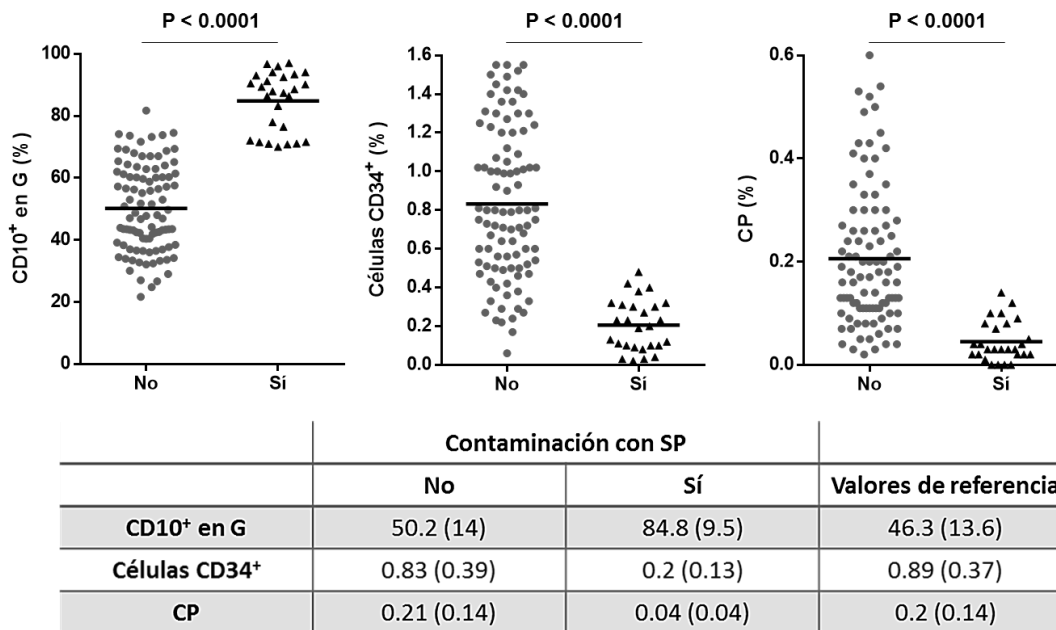 P < 0.0001
P < 0.0001
P < 0.0001
CD10⁺ en G (%)
100
80
60
40
20
0
No
Sí
Células CD34⁺ (%)
1.6
1.4
1.2
1.0
0.8
0.6
0.4
0.2
0.0
No
Sí
CP (%)
0.6
0.4
0.2
0.0
No
Sí
Contaminación con SP
No Sí Valores de referencia
CD10⁺ en G 50.2 (14) 84.8 (9.5) 46.3 (13.6)
Células CD34⁺ 0.83 (0.39) 0.2 (0.13) 0.89 (0.37)
CP 0.21 (0.14) 0.04 (0.04) 0.2 (0.14)